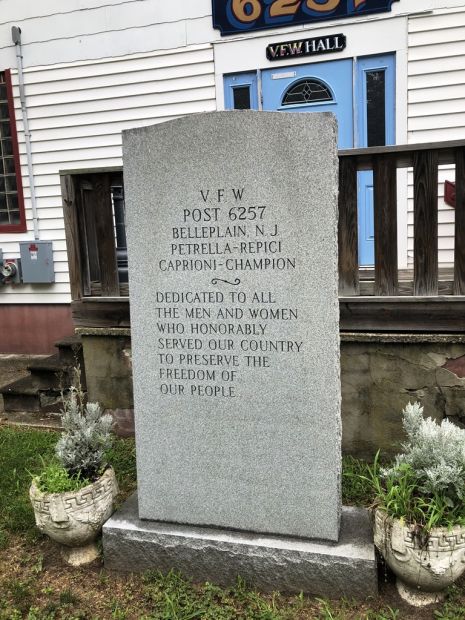 6257
V.F.W. HALL
V. F. W
POST 6257
BELLEPLAIN, N. J.
PETRELLA-REPICI
CAPRIONI-CHAMPION
DEDICATED TO ALL
THE MEN AND WOMEN
WHO HONORABLY
SERVED OUR COUNTRY
TO PRESERVE THE
FREEDOM OF
OUR PEOPLE